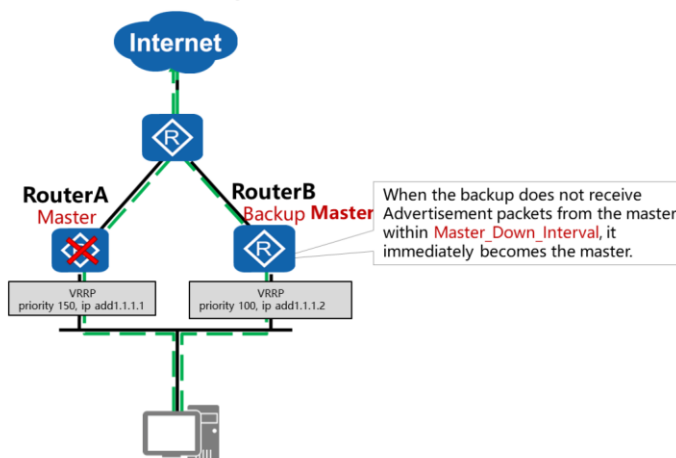 Internet
R
RouterA
Master
RouterB
Backup Master
R
When the backup does not receive
Advertisement packets from the master
within Master_Down_Interval, it
immediately becomes the master.
VRRP
priority 150, ip add1.1.1.1
VRRP
priority 100, ip add1.1.1.2